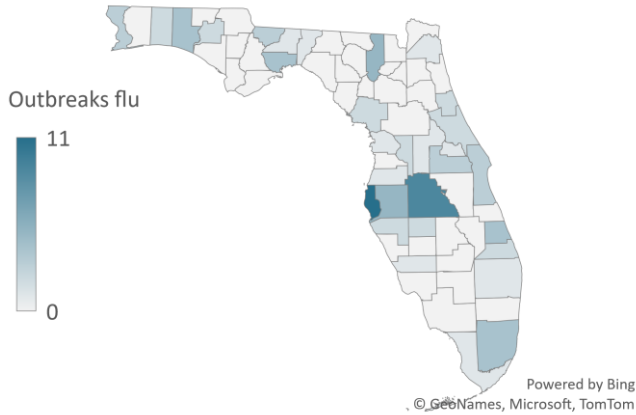 Outbreaks flu
11
0
Powered by Bing
© GeoNames, Microsoft, TomTom